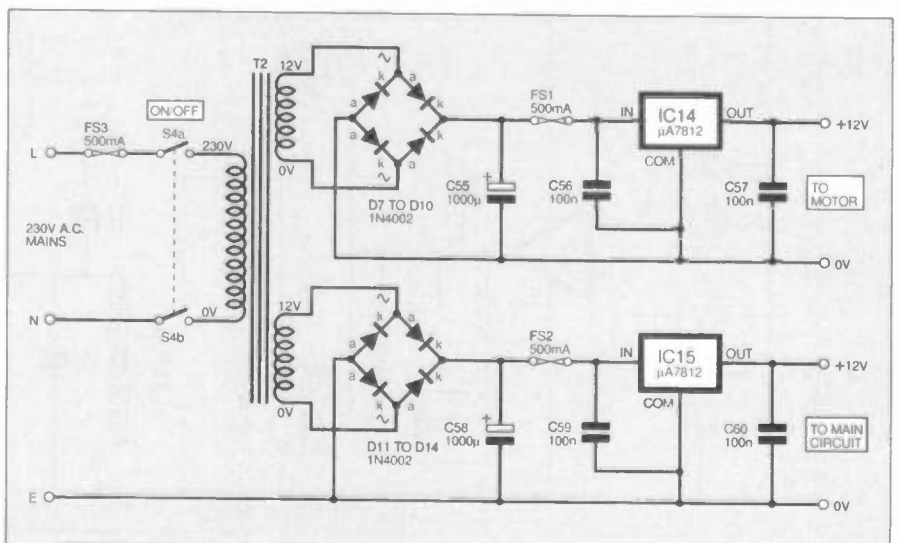 T2
12V
∼
k
a
a
k
a
k
a
k
∼
0V
ON/OFF
FS3
500mA
S4a
L
230V
FS1
500mA
IN
IC14
µA7812
OUT
COM
+12V
C55
1000µ
+
C56
100n
C57
100n
TO
MOTOR
D7 TO D10
1N4002
0V
230V A.C.
MAINS
N
S4b
0V
12V
∼
k
a
a
k
a
k
a
k
∼
0V
FS2
500mA
IN
IC15
µA7812
OUT
COM
+12V
C58
1000µ
+
C59
100n
C60
100n
TO MAIN
CIRCUIT
D11 TO D14
1N4002
E
0V